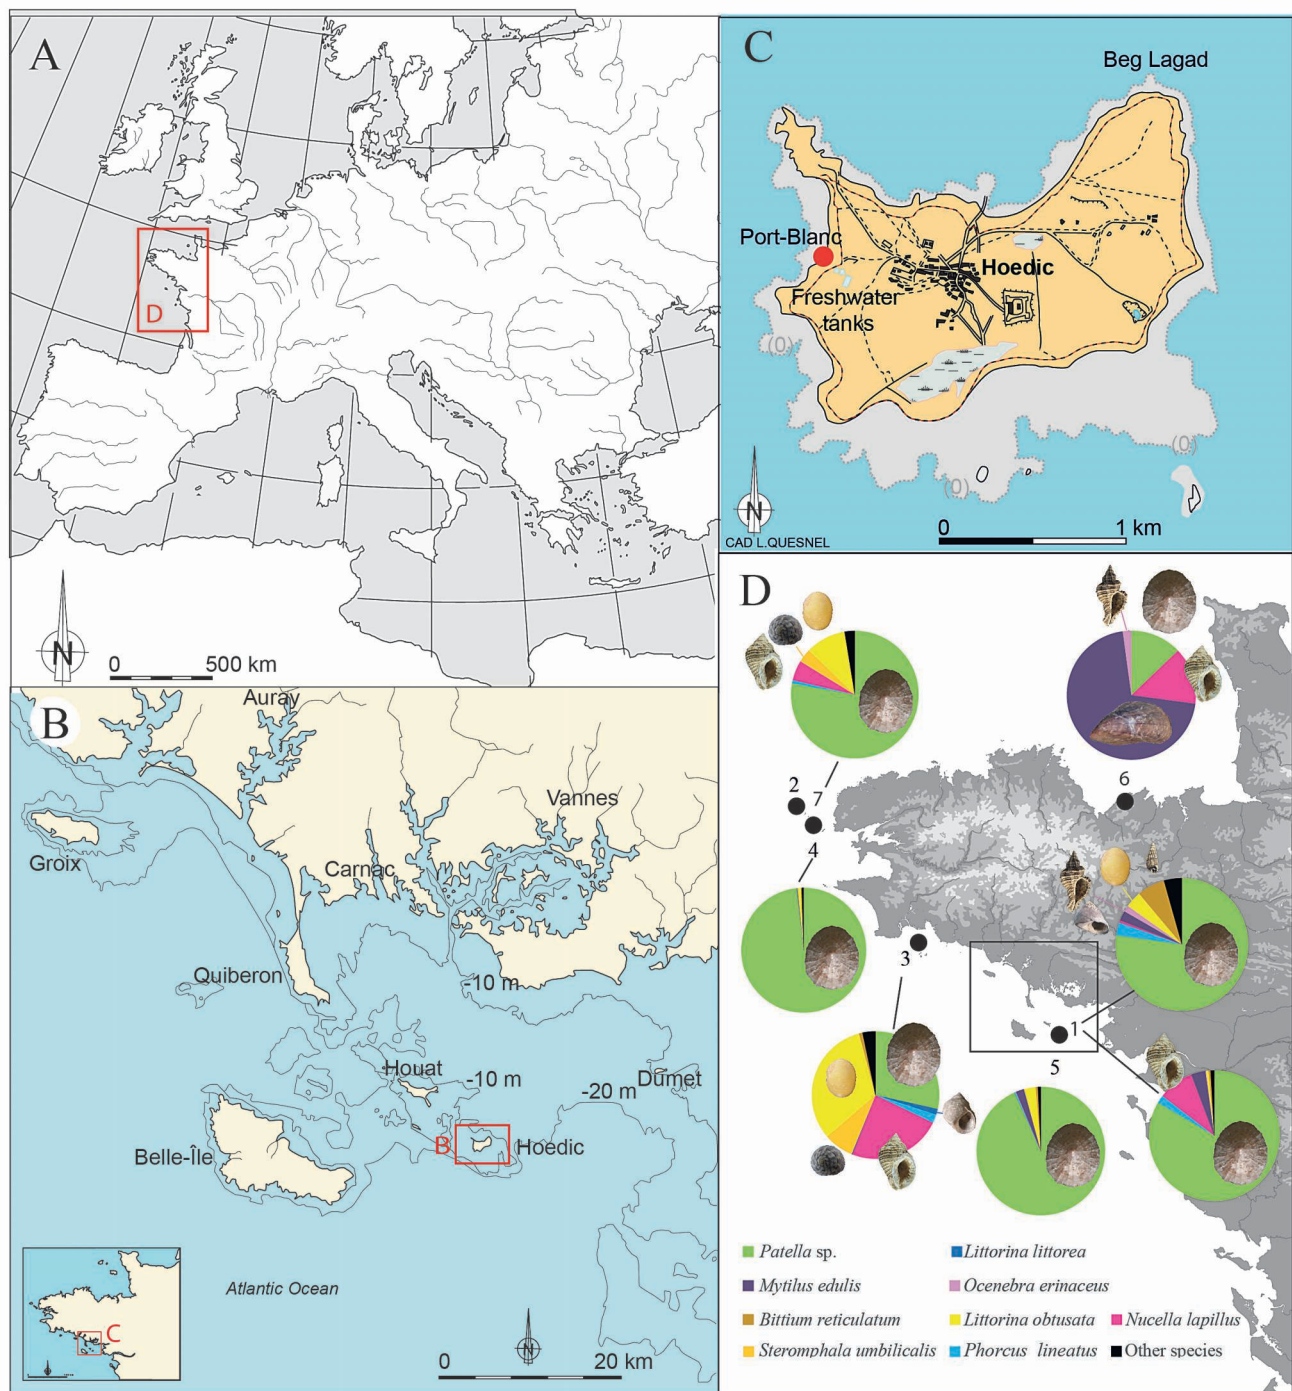 A
D
N
0 500 km
C
Beg Lagad
Port-Blanc
Hoedic
Freshwater
tanks
(0)
(0)
(0)
N
0 1 km
CAD L.QUESNEL
B
Auray
Vannes
Groix
Carnac
Quiberon
-10 m
Houat
-10 m
-20 m
Dumet
B
Hoedic
Belle-Île
Atlantic Ocean
C
N
0 20 km
D
2
7
6
4
3
1
5
Patella sp.
Littorina littorea
Mytilus edulis
Ocenebra erinaceus
Bittium reticulatum
Littorina obtusata
Nucella lapillus
Steromphala umbilicalis
Phorcus lineatus
Other species